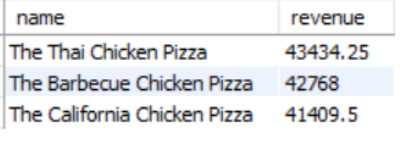 name revenue
The Thai Chicken Pizza 43434.25
The Barbecue Chicken Pizza 42768
The California Chicken Pizza 41409.5